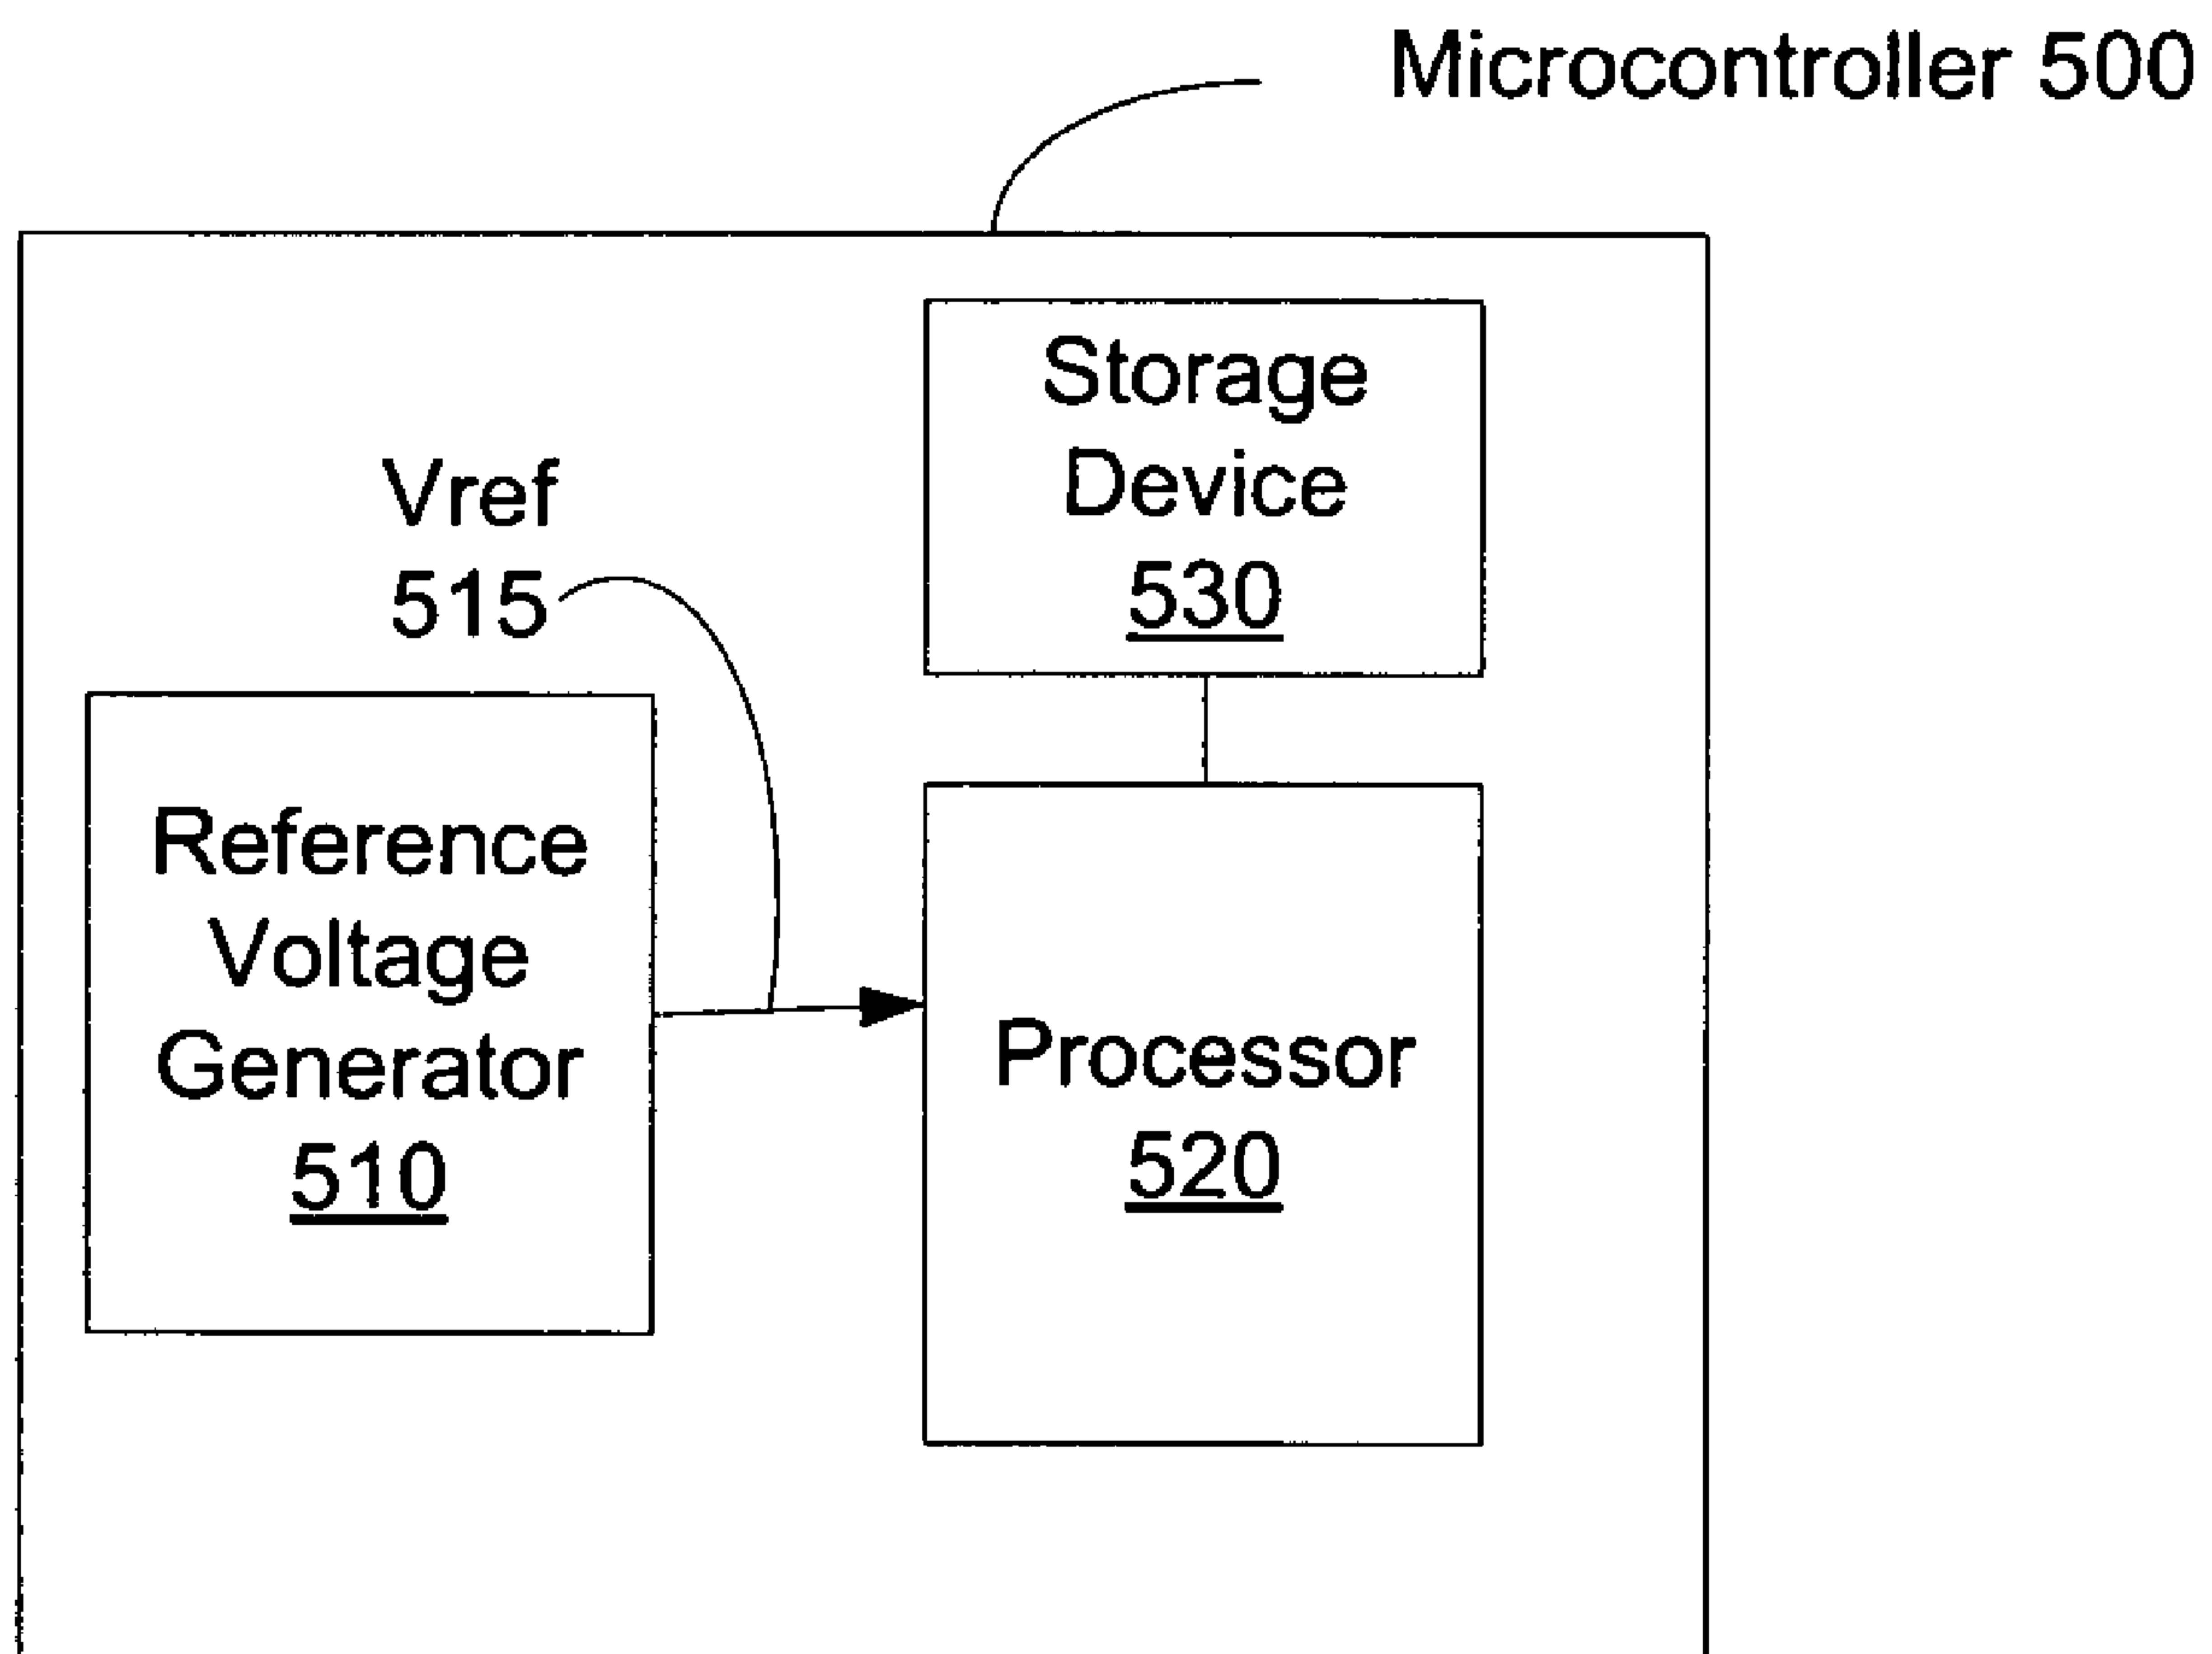 Microcontroller 500
Storage
Device
530
Vref
515
Reference
Voltage
Generator
510
Processor
520